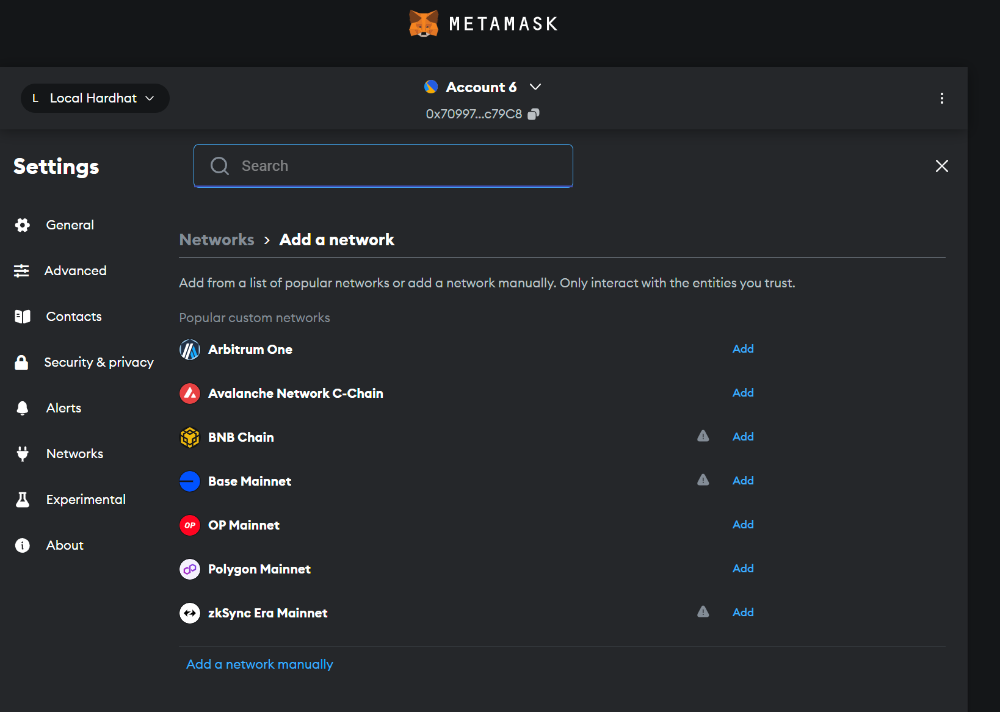 METAMASK
L Local Hardhat
Account 6
0x70997...c79C8
Settings
Search
General
Advanced
Contacts
Security & privacy
Alerts
Networks
Experimental
About
Networks > Add a network
Add from a list of popular networks or add a network manually. Only interact with the entities you trust.
Popular custom networks
Arbitrum One Add
Avalanche Network C-Chain Add
BNB Chain Add
Base Mainnet Add
OP OP Mainnet Add
Polygon Mainnet Add
zkSync Era Mainnet Add
Add a network manually